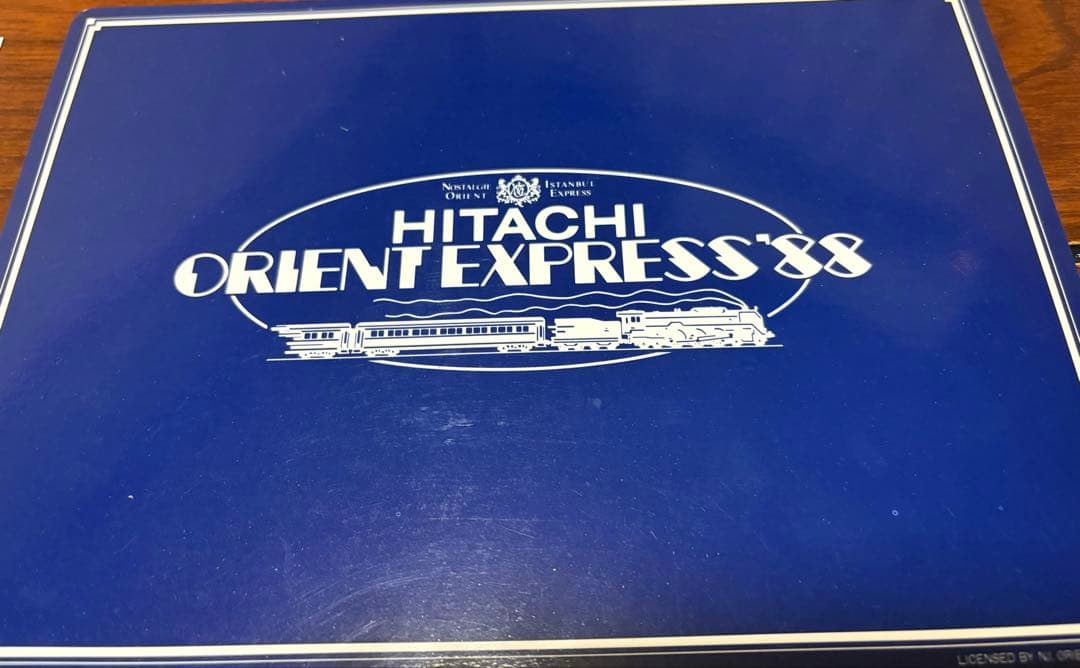 NOSTALGIE ISTANBUL
ORIENT EXPRESS
HITACHI
ORIENT EXPRESS '88
LICENSED BY N.I.